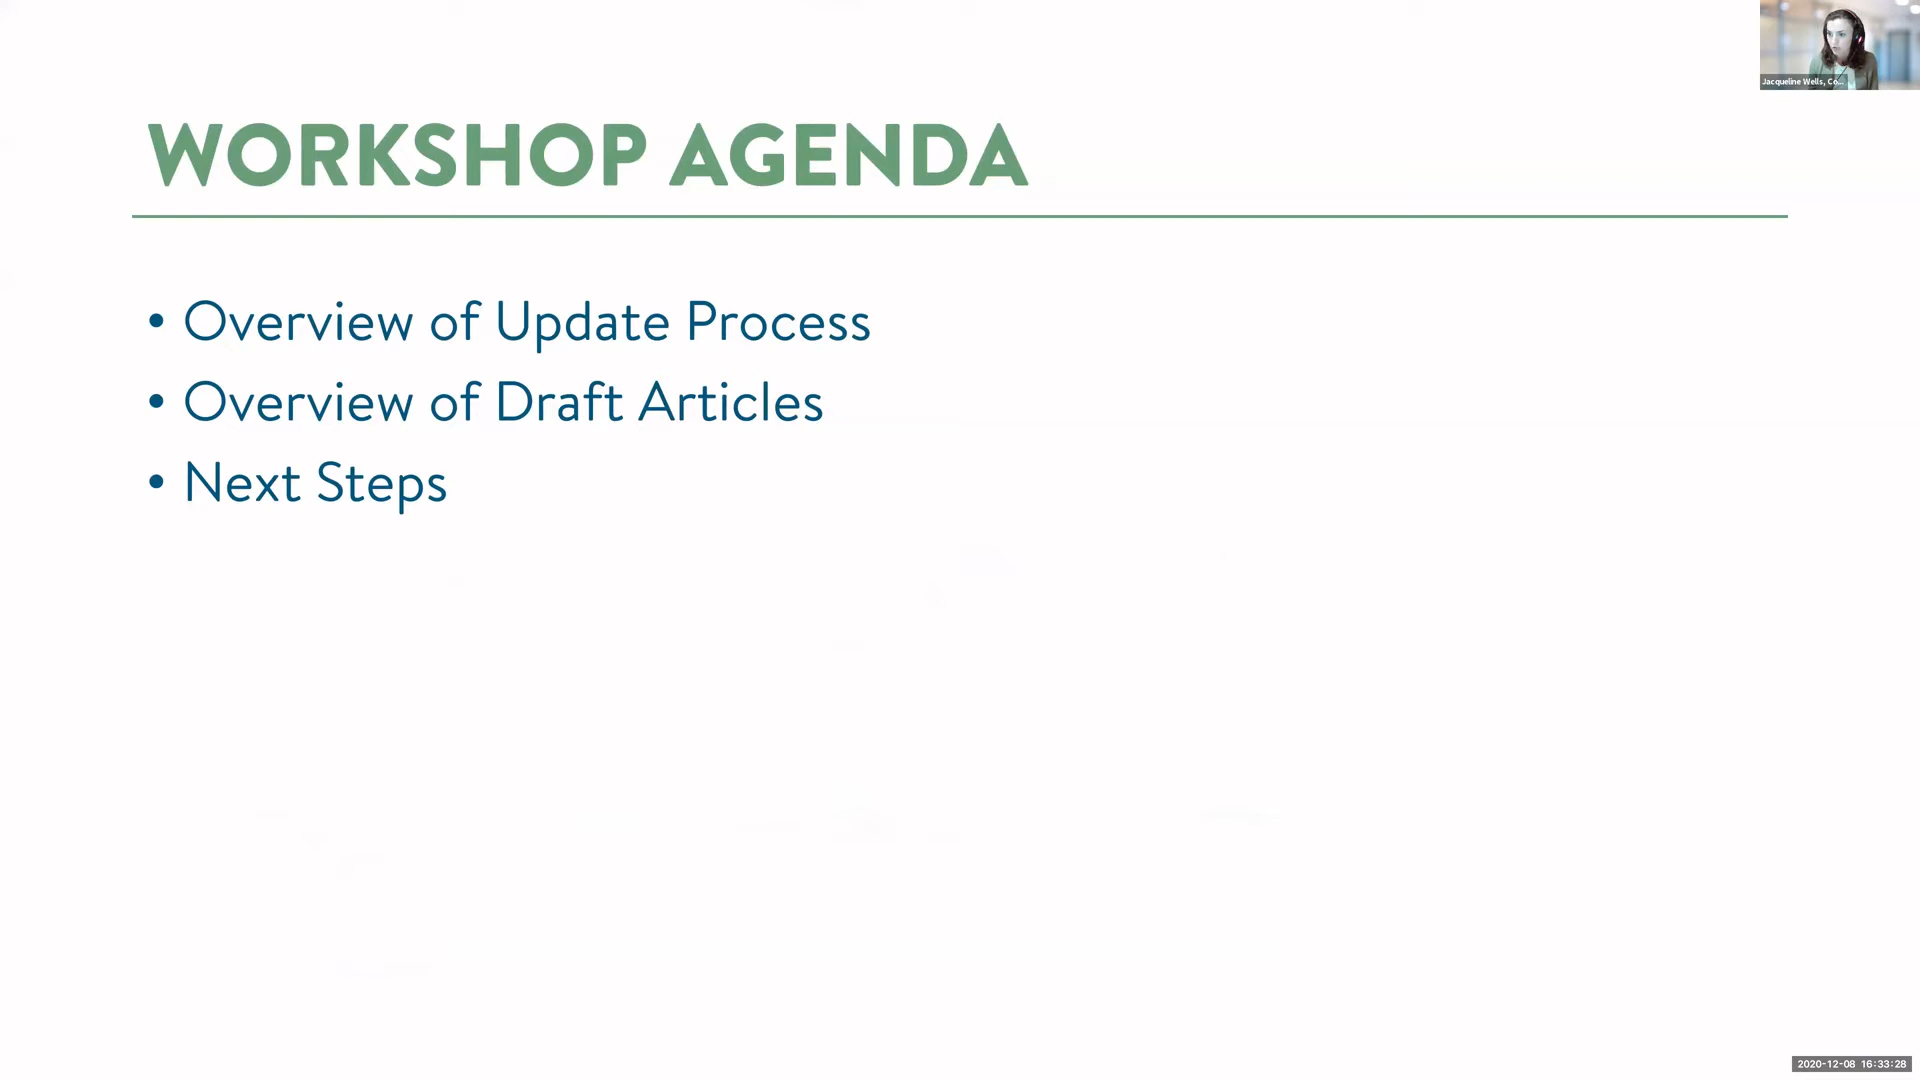 Jacqueline Wells, Co...
WORKSHOP AGENDA
• Overview of Update Process
• Overview of Draft Articles
• Next Steps
2020-12-08 16:33:28